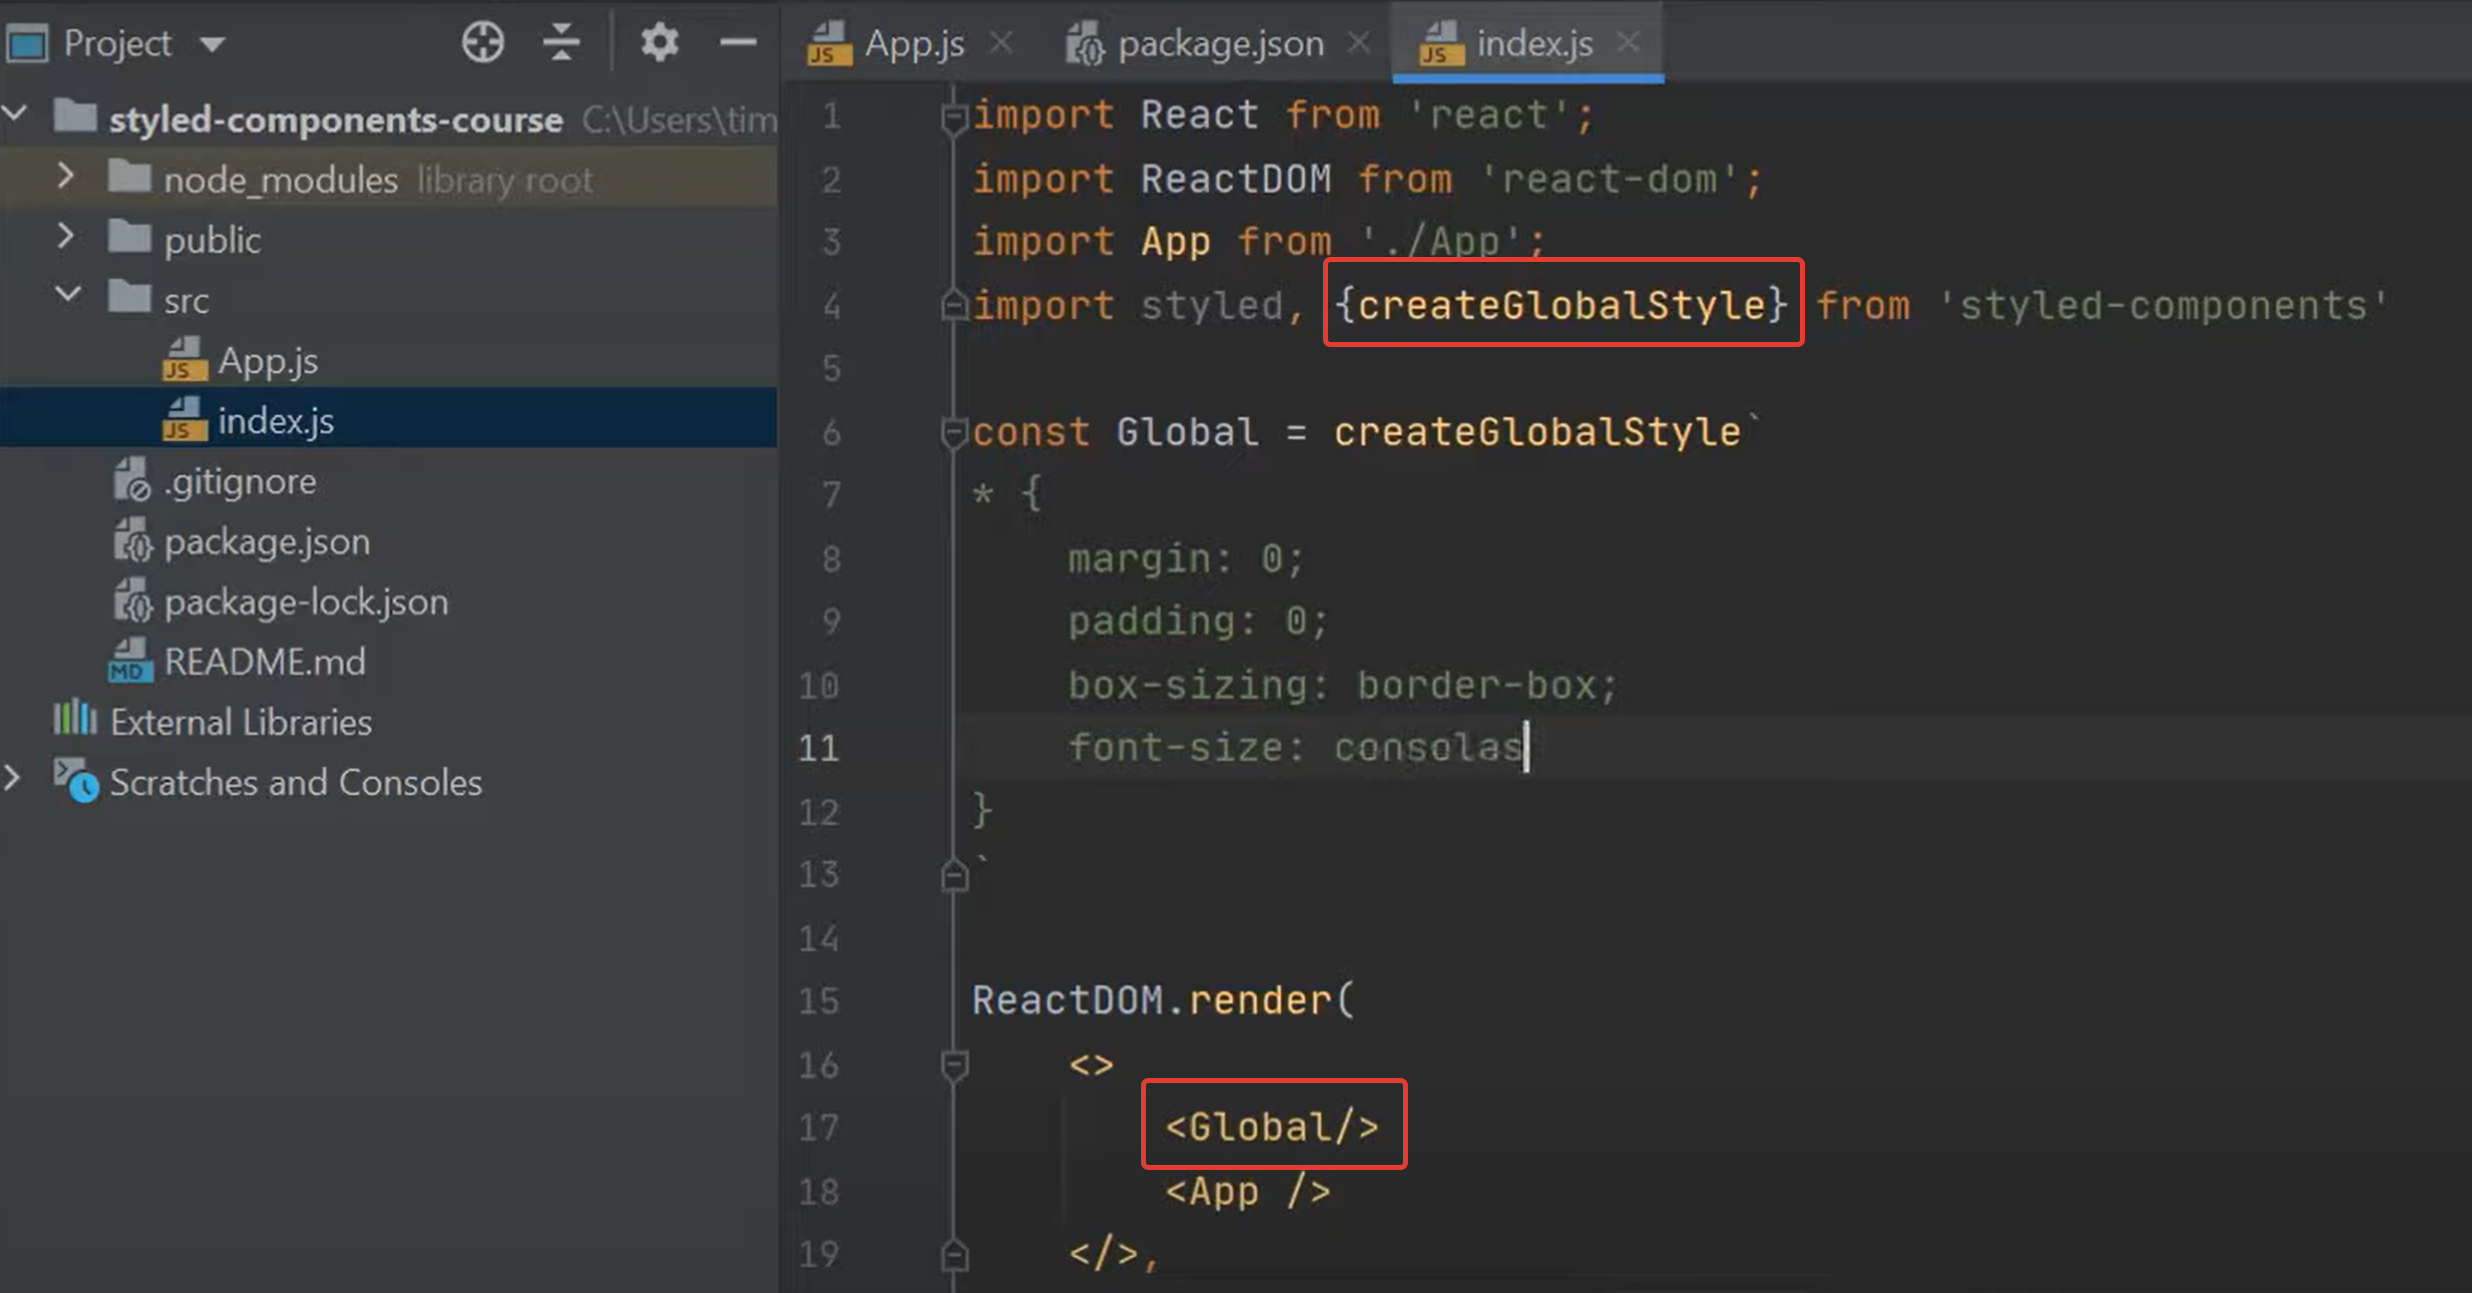 Project
App.js
package.json
index.js
styled-components-course C:\Users\tim
node_modules library root
public
src
App.js
index.js
.gitignore
package.json
package-lock.json
README.md
External Libraries
Scratches and Consoles
1 import React from 'react';
2 import ReactDOM from 'react-dom';
3 import App from './App';
4 import styled, {createGlobalStyle} from 'styled-components'
5
6 const Global = createGlobalStyle`
7 * {
8 margin: 0;
9 padding: 0;
10 box-sizing: border-box;
11 font-size: consolas
12 }
13 `
14
15 ReactDOM.render(
16 <>
17 <Global/>
18 <App />
19 </>,